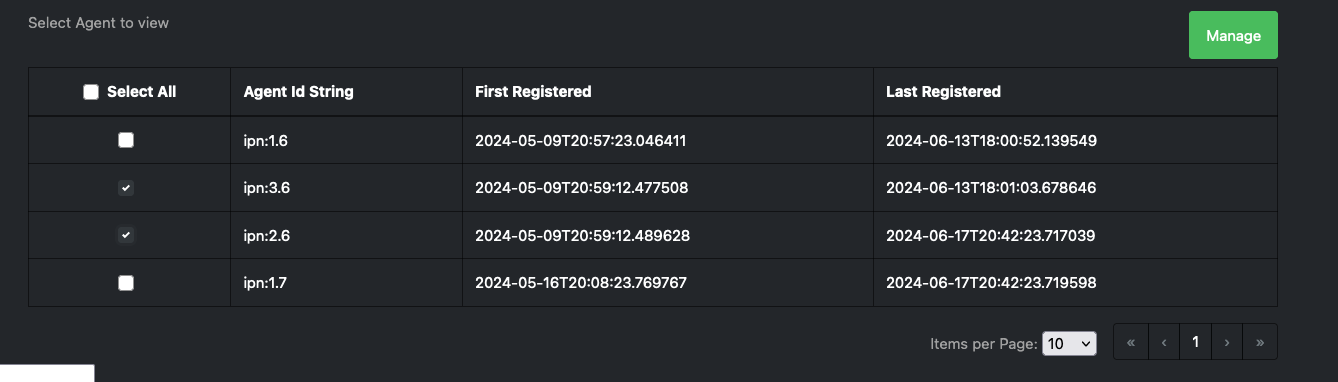 Select Agent to view
Manage
Select All Agent Id String First Registered Last Registered
ipn:1.6 2024-05-09T20:57:23.046411 2024-06-13T18:00:52.139549
ipn:3.6 2024-05-09T20:59:12.477508 2024-06-13T18:01:03.678646
ipn:2.6 2024-05-09T20:59:12.489628 2024-06-17T20:42:23.717039
ipn:1.7 2024-05-16T20:08:23.769767 2024-06-17T20:42:23.719598
Items per Page: 10 « ‹ 1 › »